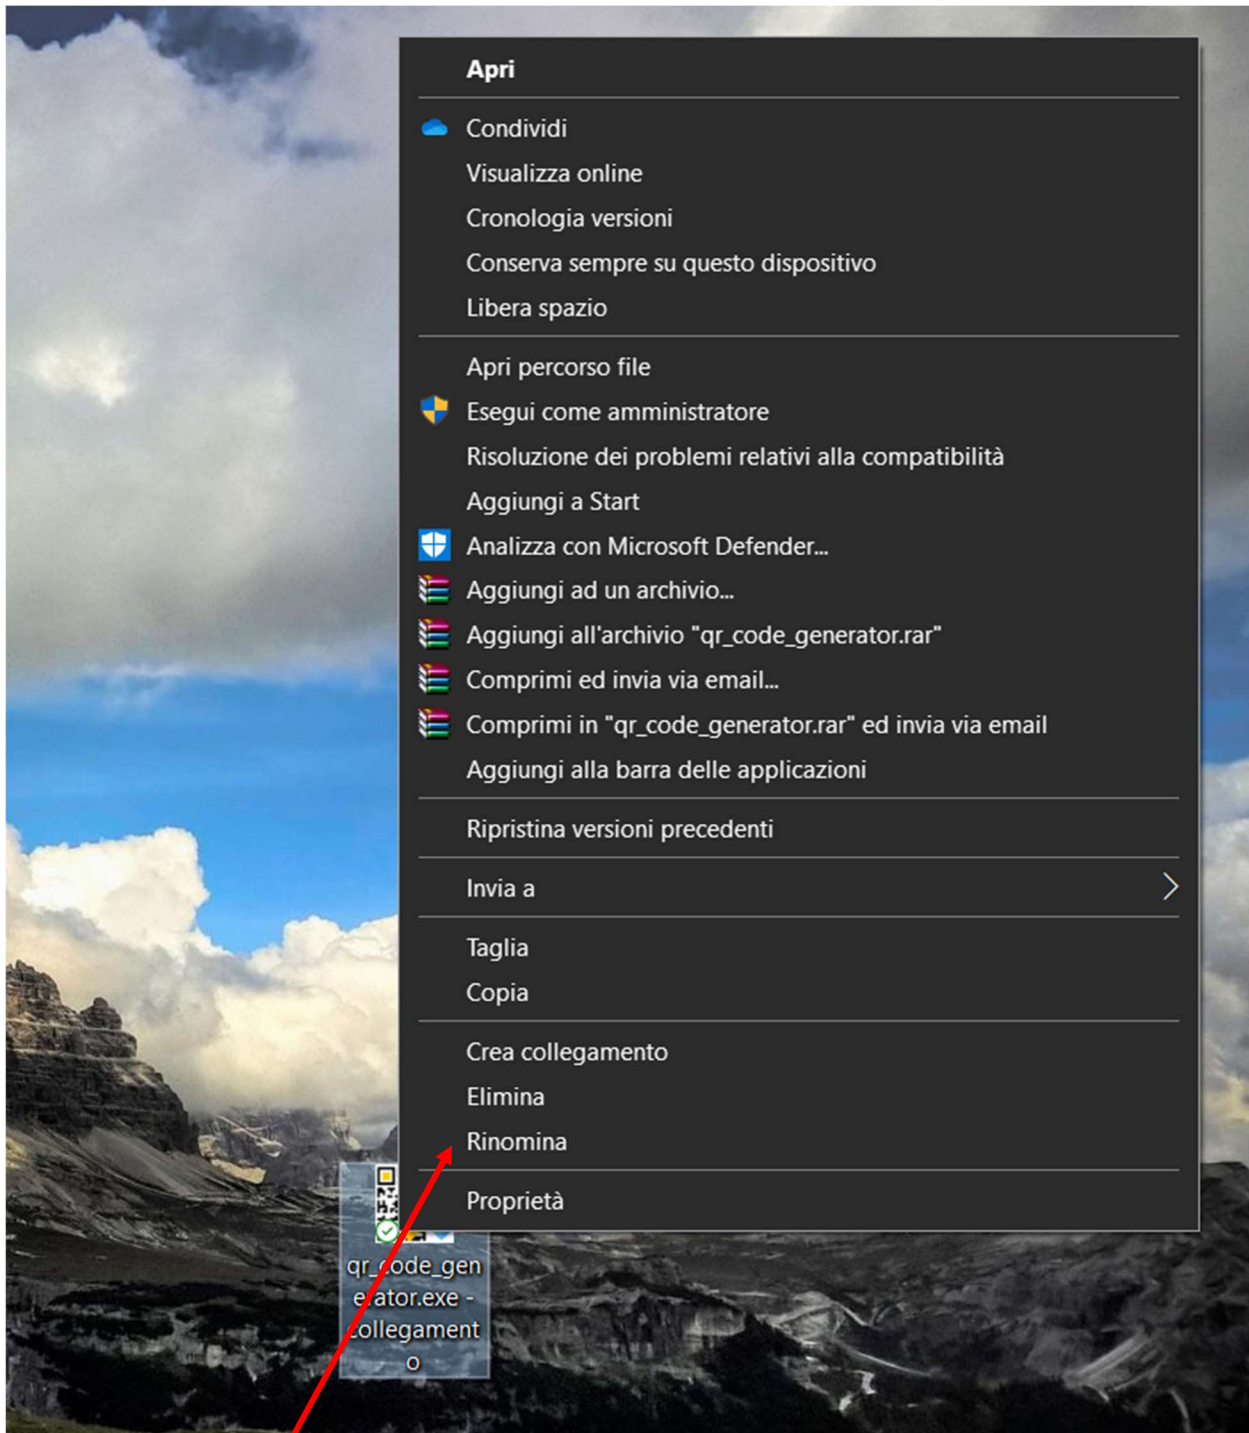 Apri
Condividi
Visualizza online
Cronologia versioni
Conserva sempre su questo dispositivo
Libera spazio
Apri percorso file
Esegui come amministratore
Risoluzione dei problemi relativi alla compatibilità
Aggiungi a Start
Analizza con Microsoft Defender...
Aggiungi ad un archivio...
Aggiungi all'archivio "qr_code_generator.rar"
Comprimi ed invia via email...
Comprimi in "qr_code_generator.rar" ed invia via email
Aggiungi alla barra delle applicazioni
Ripristina versioni precedenti
Invia a
Taglia
Copia
Crea collegamento
Elimina
Rinomina
Proprietà
qr_code_gen
erator.exe -
collegament
o